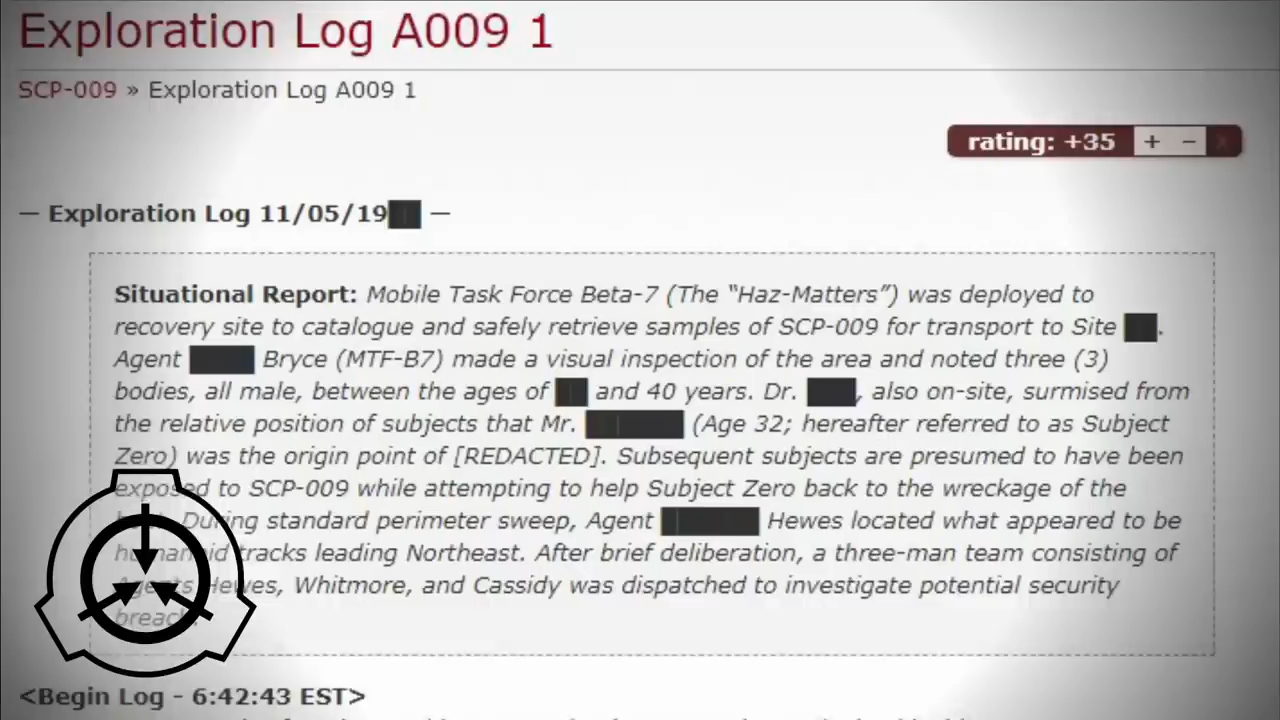 Exploration Log A009 1
SCP-009 » Exploration Log A009 1
rating: +35 + − x
— Exploration Log 11/05/19██ —
Situational Report: Mobile Task Force Beta-7 (The “Haz-Matters”) was deployed to
recovery site to catalogue and safely retrieve samples of SCP-009 for transport to Site ██.
Agent ████ Bryce (MTF-B7) made a visual inspection of the area and noted three (3)
bodies, all male, between the ages of ██ and 40 years. Dr. ███, also on-site, surmised from
the relative position of subjects that Mr. ██████ (Age 32; hereafter referred to as Subject
Zero) was the origin point of [REDACTED]. Subsequent subjects are presumed to have been
exposed to SCP-009 while attempting to help Subject Zero back to the wreckage of the
During standard perimeter sweep, Agent ██████ Hewes located what appeared to be
humanoid tracks leading Northeast. After brief deliberation, a three-man team consisting of
Agents Hewes, Whitmore, and Cassidy was dispatched to investigate potential security
breach.
<Begin Log - 6:42:43 EST>